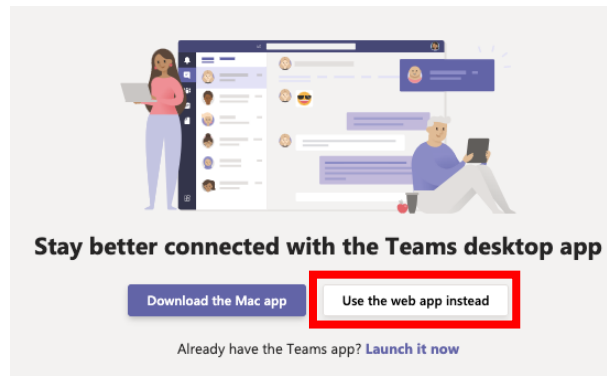 Stay better connected with the Teams desktop app
Download the Mac app
Use the web app instead
Already have the Teams app? Launch it now